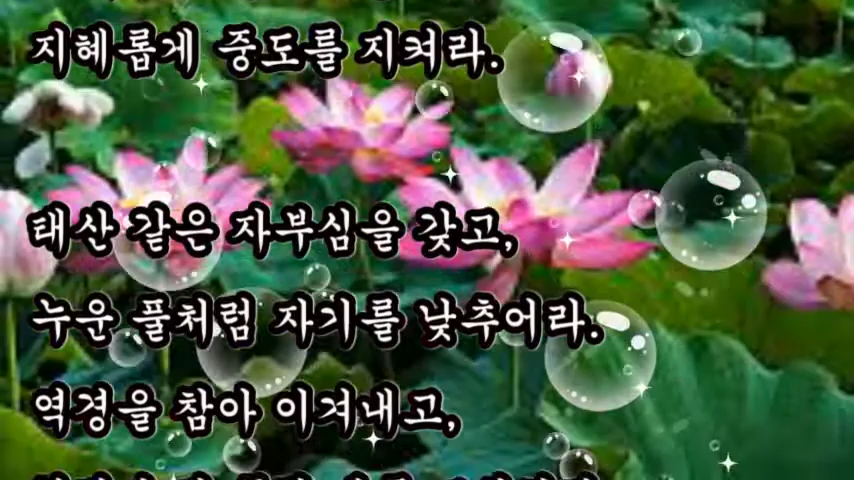 지혜롭게 중도를 지켜라.
태산 같은 자부심을 갖고,
누운 풀처럼 자기를 낮추어라.
역경을 참아 이겨내고,